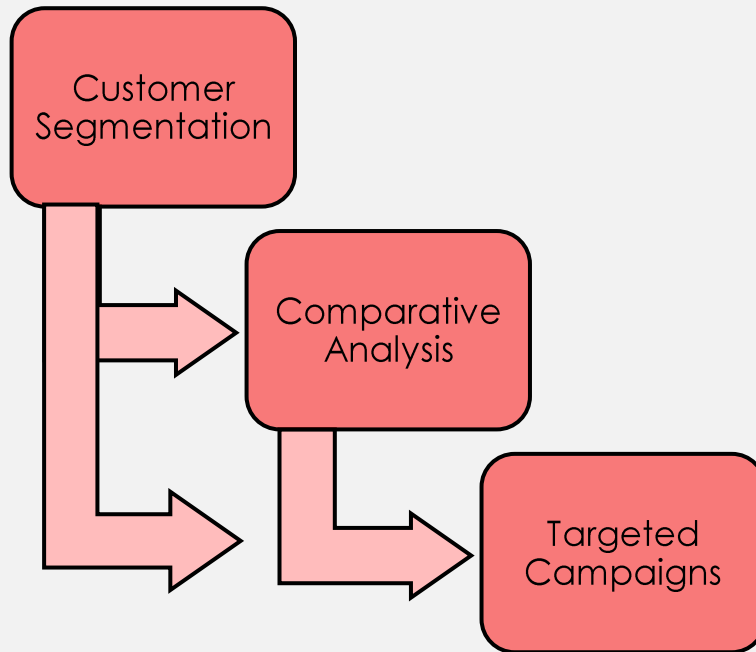 Customer
Segmentation
Comparative
Analysis
Targeted
Campaigns